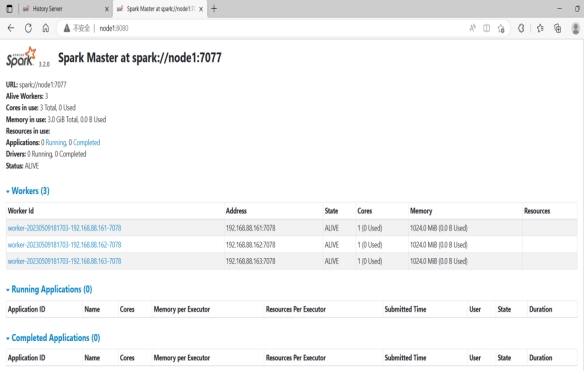 History Server
Spark Master at spark://node1:70
不安全 node1:8080
APACHE Spark 3.2.0 Spark Master at spark://node1:7077
URL: spark://node1:7077
Alive Workers: 3
Cores in use: 3 Total, 0 Used
Memory in use: 3.0 GiB Total, 0.0 B Used
Resources in use:
Applications: 0 Running, 0 Completed
Drivers: 0 Running, 0 Completed
Status: ALIVE
Workers (3)
Worker Id Address State Cores Memory Resources
worker-20230509181703-192.168.88.161-7078 192.168.88.161:7078 ALIVE 1 (0 Used) 1024.0 MiB (0.0 B Used)
worker-20230509181703-192.168.88.162-7078 192.168.88.162:7078 ALIVE 1 (0 Used) 1024.0 MiB (0.0 B Used)
worker-20230509181703-192.168.88.163-7078 192.168.88.163:7078 ALIVE 1 (0 Used) 1024.0 MiB (0.0 B Used)
Running Applications (0)
Application ID Name Cores Memory per Executor Resources Per Executor Submitted Time User State Duration
Completed Applications (0)
Application ID Name Cores Memory per Executor Resources Per Executor Submitted Time User State Duration